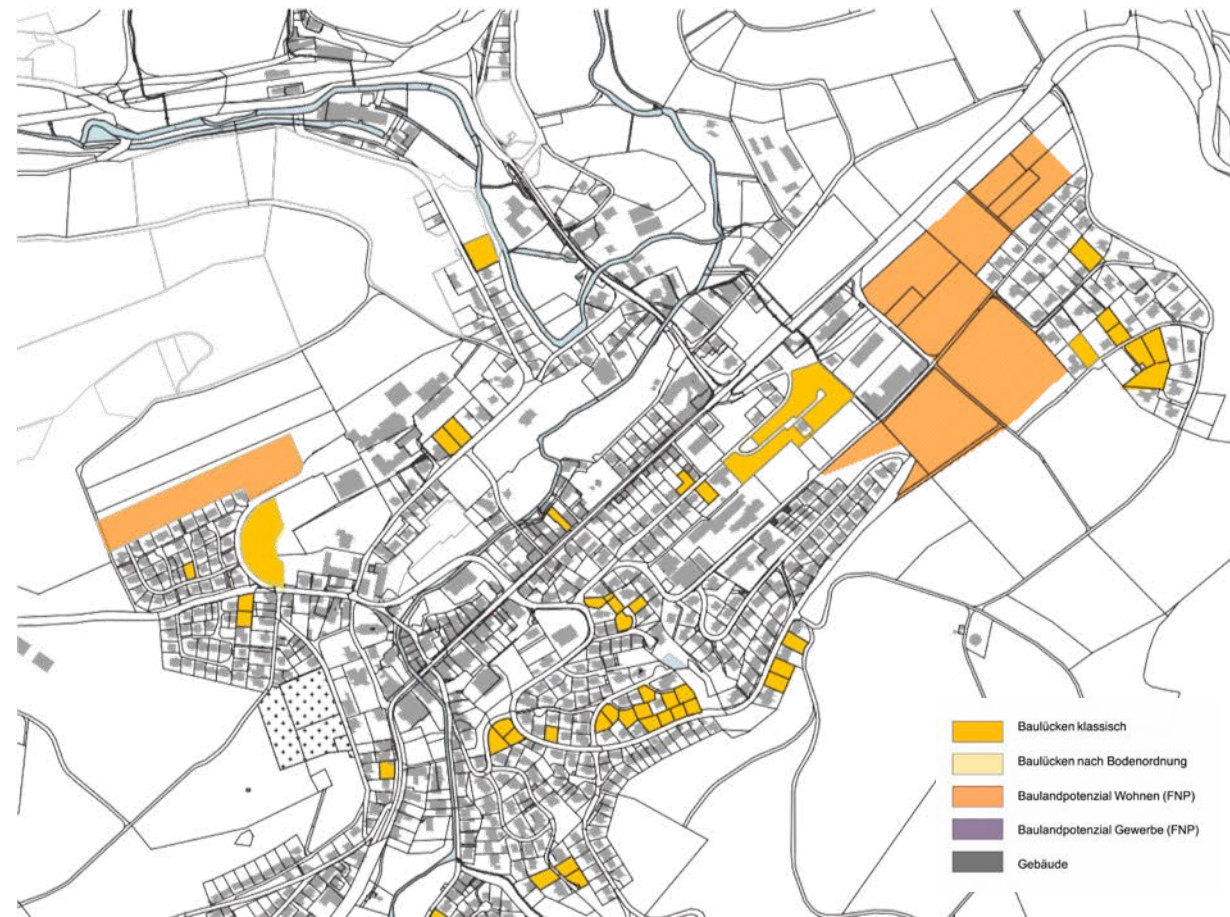 Baulücken klassisch
Baulücken nach Bodenordnung
Baulandpotenzial Wohnen (FNP)
Baulandpotenzial Gewerbe (FNP)
Gebäude